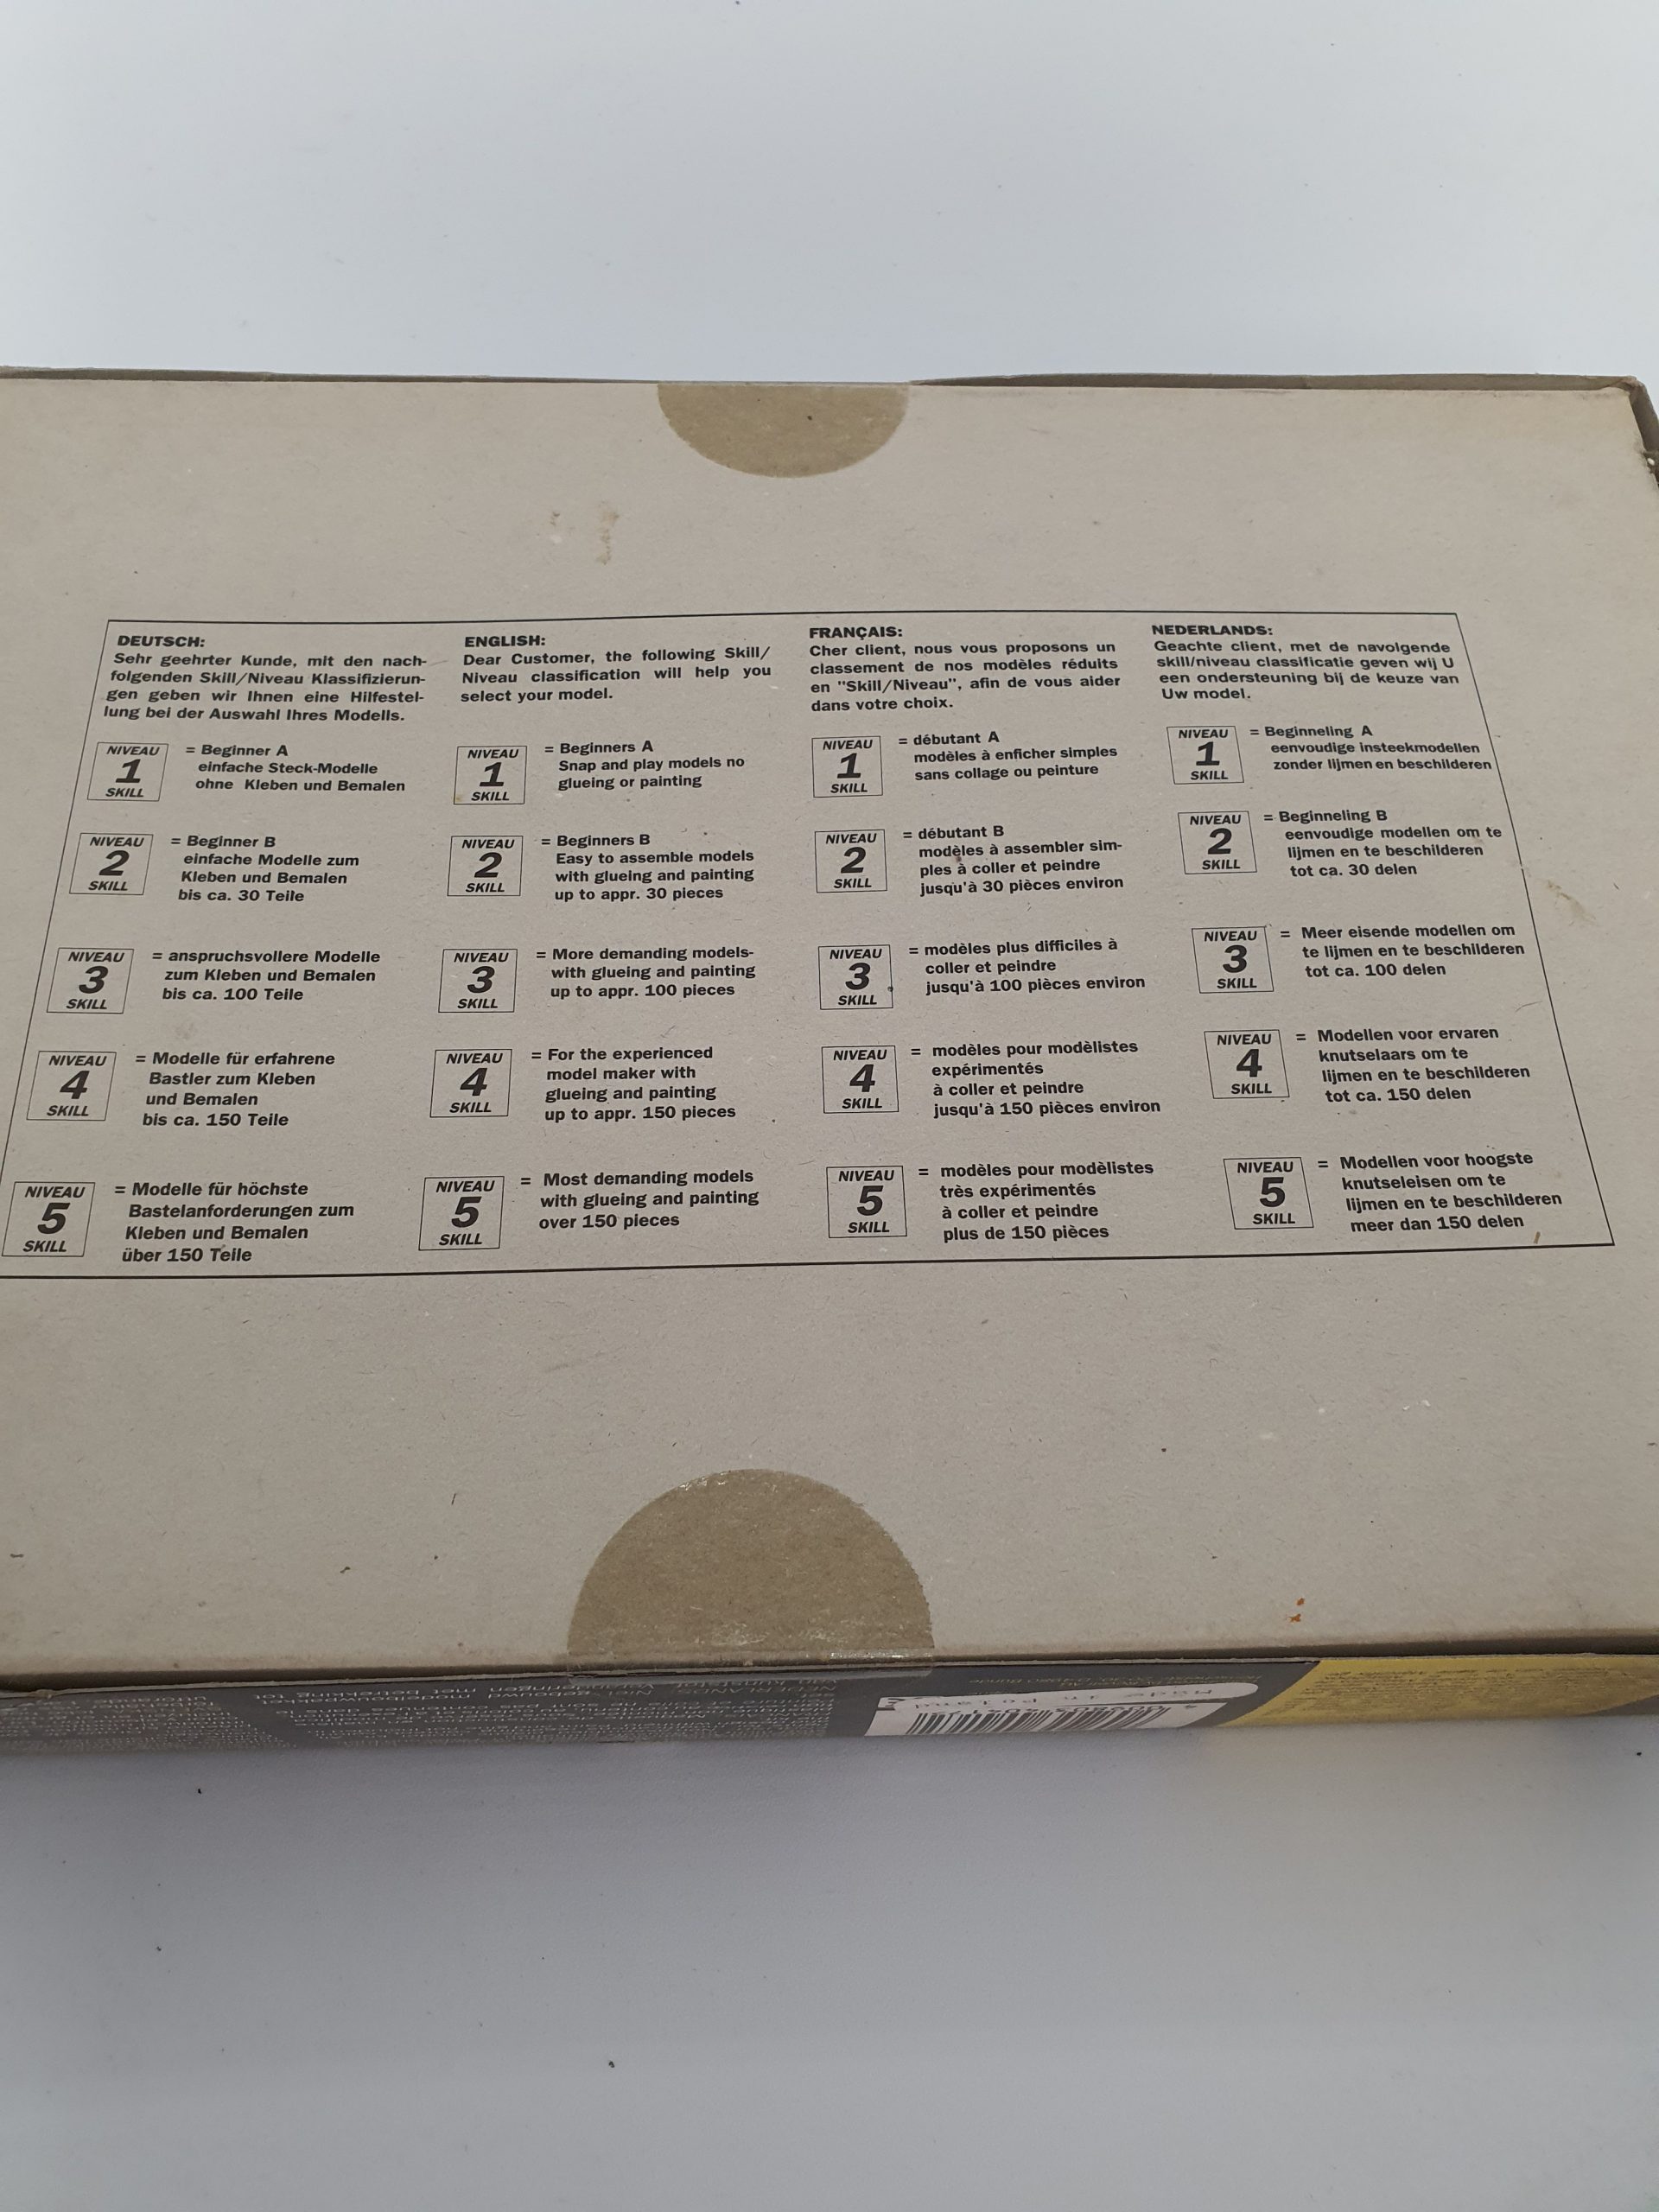 DEUTSCH:
Sehr geehrter Kunde, mit den nach-
folgenden Skill/Niveau Klassifizierun-
gen geben wir Ihnen eine Hilfestel-
lung bei der Auswahl Ihres Modells.
NIVEAU
1
SKILL
= Beginner A
einfache Steck-Modelle
ohne Kleben und Bemalen
NIVEAU
2
SKILL
= Beginner B
einfache Modelle zum
Kleben und Bemalen
bis ca. 30 Teile
NIVEAU
3
SKILL
= anspruchsvollere Modelle
zum Kleben und Bemalen
bis ca. 100 Teile
NIVEAU
4
SKILL
= Modelle für erfahrene
Bastler zum Kleben
und Bemalen
bis ca. 150 Teile
NIVEAU
5
SKILL
= Modelle für höchste
Bastelanforderungen zum
Kleben und Bemalen
über 150 Teile
ENGLISH:
Dear Customer, the following Skill/
Niveau classification will help you
select your model.
NIVEAU
1
SKILL
= Beginners A
Snap and play models no
glueing or painting
NIVEAU
2
SKILL
= Beginners B
Easy to assemble models
with glueing and painting
up to appr. 30 pieces
NIVEAU
3
SKILL
= More demanding models-
with glueing and painting
up to appr. 100 pieces
NIVEAU
4
SKILL
= For the experienced
model maker with
glueing and painting
up to appr. 150 pieces
NIVEAU
5
SKILL
= Most demanding models
with glueing and painting
over 150 pieces
FRANÇAIS:
Cher client, nous vous proposons un
classement de nos modèles réduits
en "Skill/Niveau", afin de vous aider
dans votre choix.
NIVEAU
1
SKILL
= débutant A
modèles à enficher simples
sans collage ou peinture
NIVEAU
2
SKILL
= débutant B
modèles à assembler sim-
ples à coller et peindre
jusqu'à 30 pièces environ
NIVEAU
3
SKILL
= modèles plus difficiles à
coller et peindre
jusqu'à 100 pièces environ
NIVEAU
4
SKILL
= modèles pour modèlistes
expérimentés
à coller et peindre
jusqu'à 150 pièces environ
NIVEAU
5
SKILL
= modèles pour modèlistes
très expérimentés
à coller et peindre
plus de 150 pièces
NEDERLANDS:
Geachte client, met de navolgende
skill/niveau classificatie geven wij U
een ondersteuning bij de keuze van
Uw model.
NIVEAU
1
SKILL
= Beginneling A
eenvoudige insteekmodellen
zonder lijmen en beschilderen
NIVEAU
2
SKILL
= Beginneling B
eenvoudige modellen om te
lijmen en te beschilderen
tot ca. 30 delen
NIVEAU
3
SKILL
= Meer eisende modellen om
te lijmen en te beschilderen
tot ca. 100 delen
NIVEAU
4
SKILL
= Modellen voor ervaren
knutselaars om te
lijmen en te beschilderen
tot ca. 150 delen
NIVEAU
5
SKILL
= Modellen voor hoogste
knutseleisen om te
lijmen en te beschilderen
meer dan 150 delen
Made in Poland